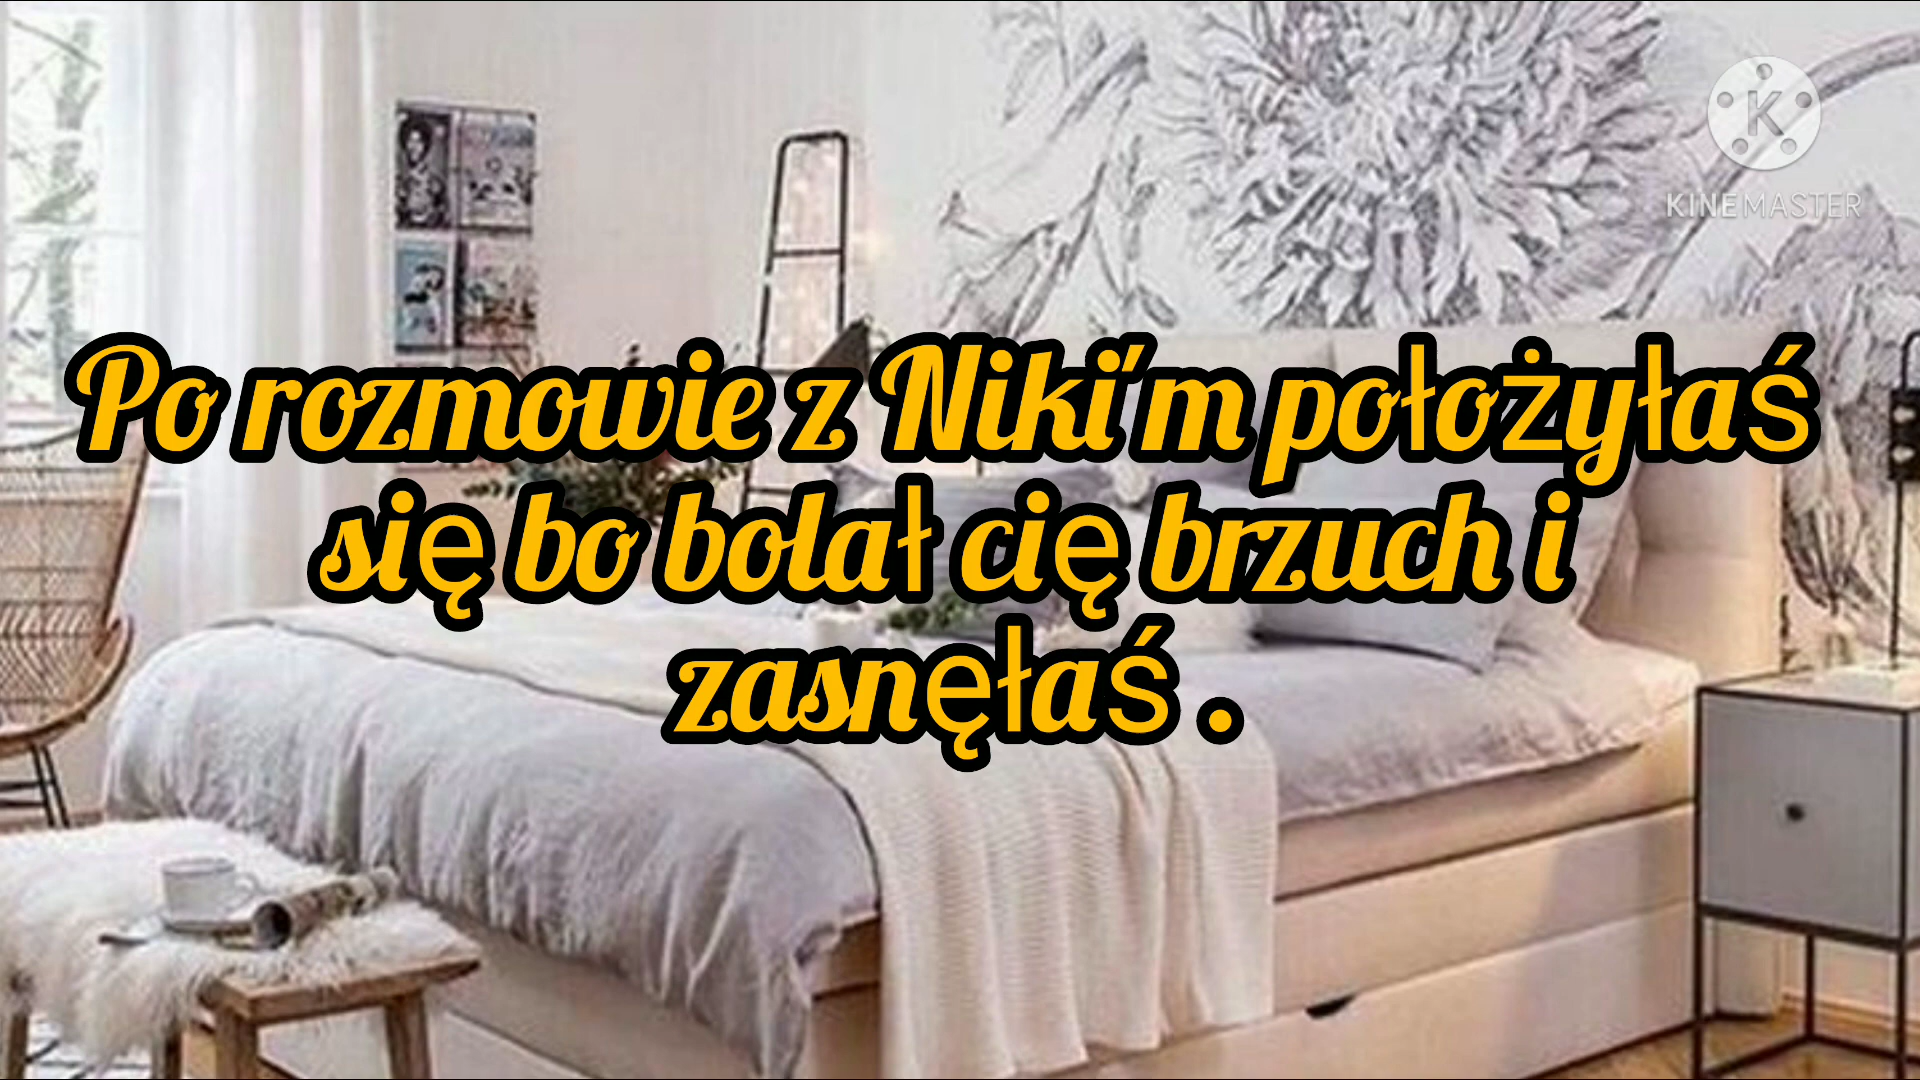 KINEMASTER
Po rozmowie z Niki'm położyłaś
się bo bolał cię brzuch i
zasnęłaś .